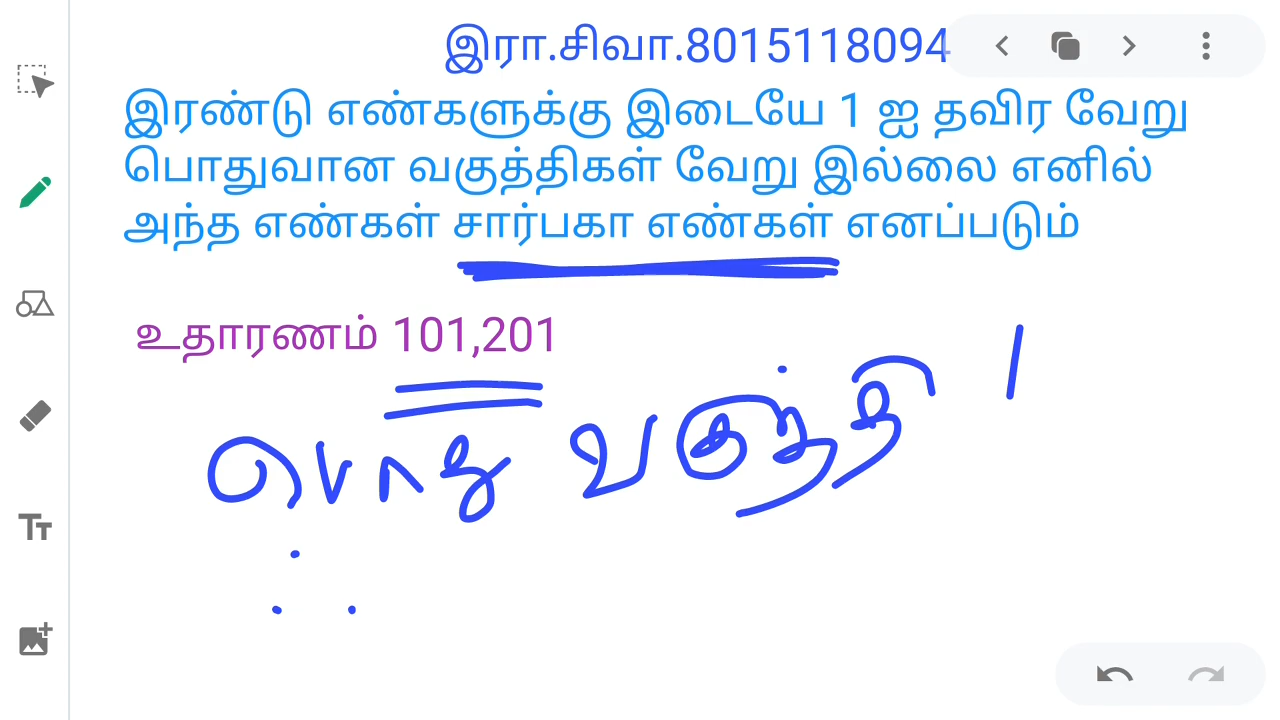 இரா.சிவா.8015118094
இரண்டு எண்களுக்கு இடையே 1 ஐ தவிர வேறு
பொதுவான வகுத்திகள் வேறு இல்லை எனில்
அந்த எண்கள் சார்பகா எண்கள் எனப்படும்
உதாரணம் 101,201
பொது வகுத்தி 1
∴
TT